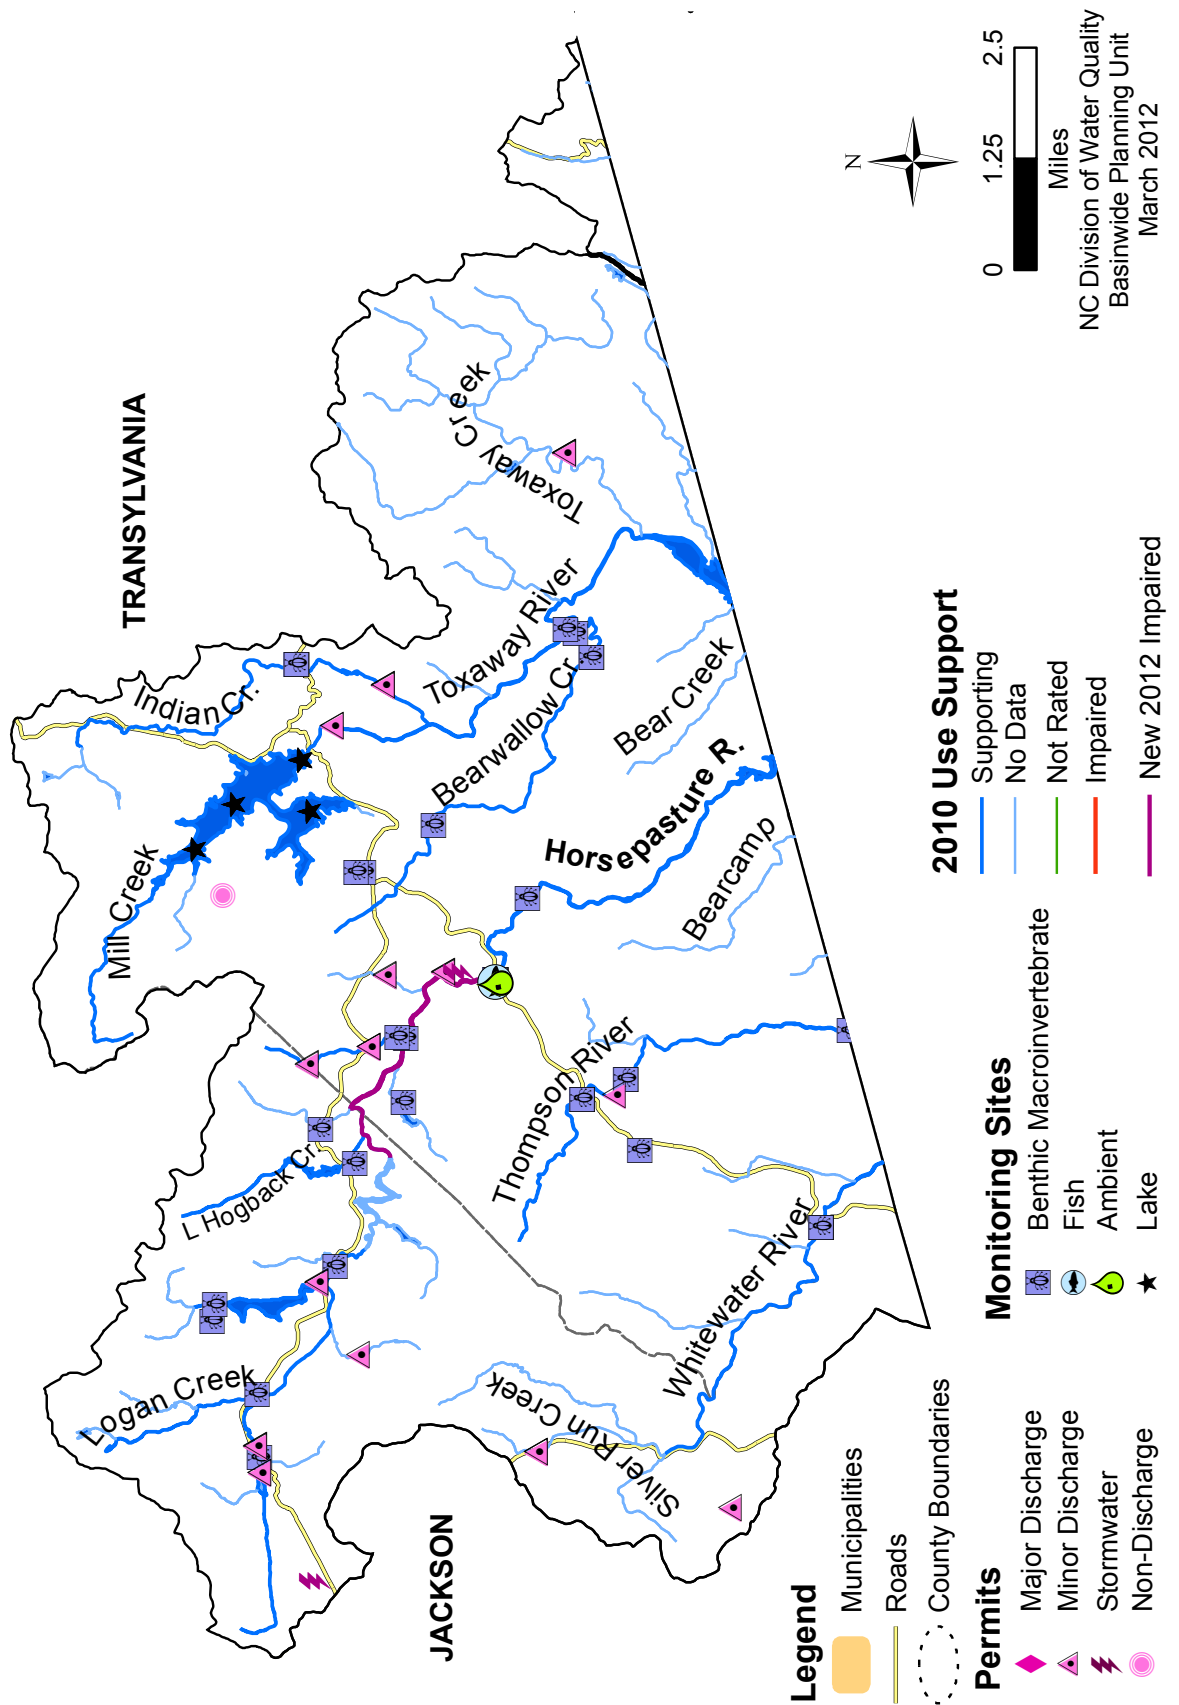 TRANSYLVANIA
JACKSON
Indian Cr.
Mill Creek
Toxaway Creek
Toxaway River
Bearwallow Cr.
Bear Creek
Horsepasture R.
Bearcamp
Thompson River
L Hogback Cr.
Logan Creek
Whitewater River
Silver Run Creek
Legend
Municipalities
Roads
County Boundaries
Permits
Major Discharge
Minor Discharge
Stormwater
Non-Discharge
Monitoring Sites
Benthic Macroinvertebrate
Fish
Ambient
Lake
2010 Use Support
Supporting
No Data
Not Rated
Impaired
New 2012 Impaired
N
0 1.25 2.5
Miles
NC Division of Water Quality
Basinwide Planning Unit
March 2012